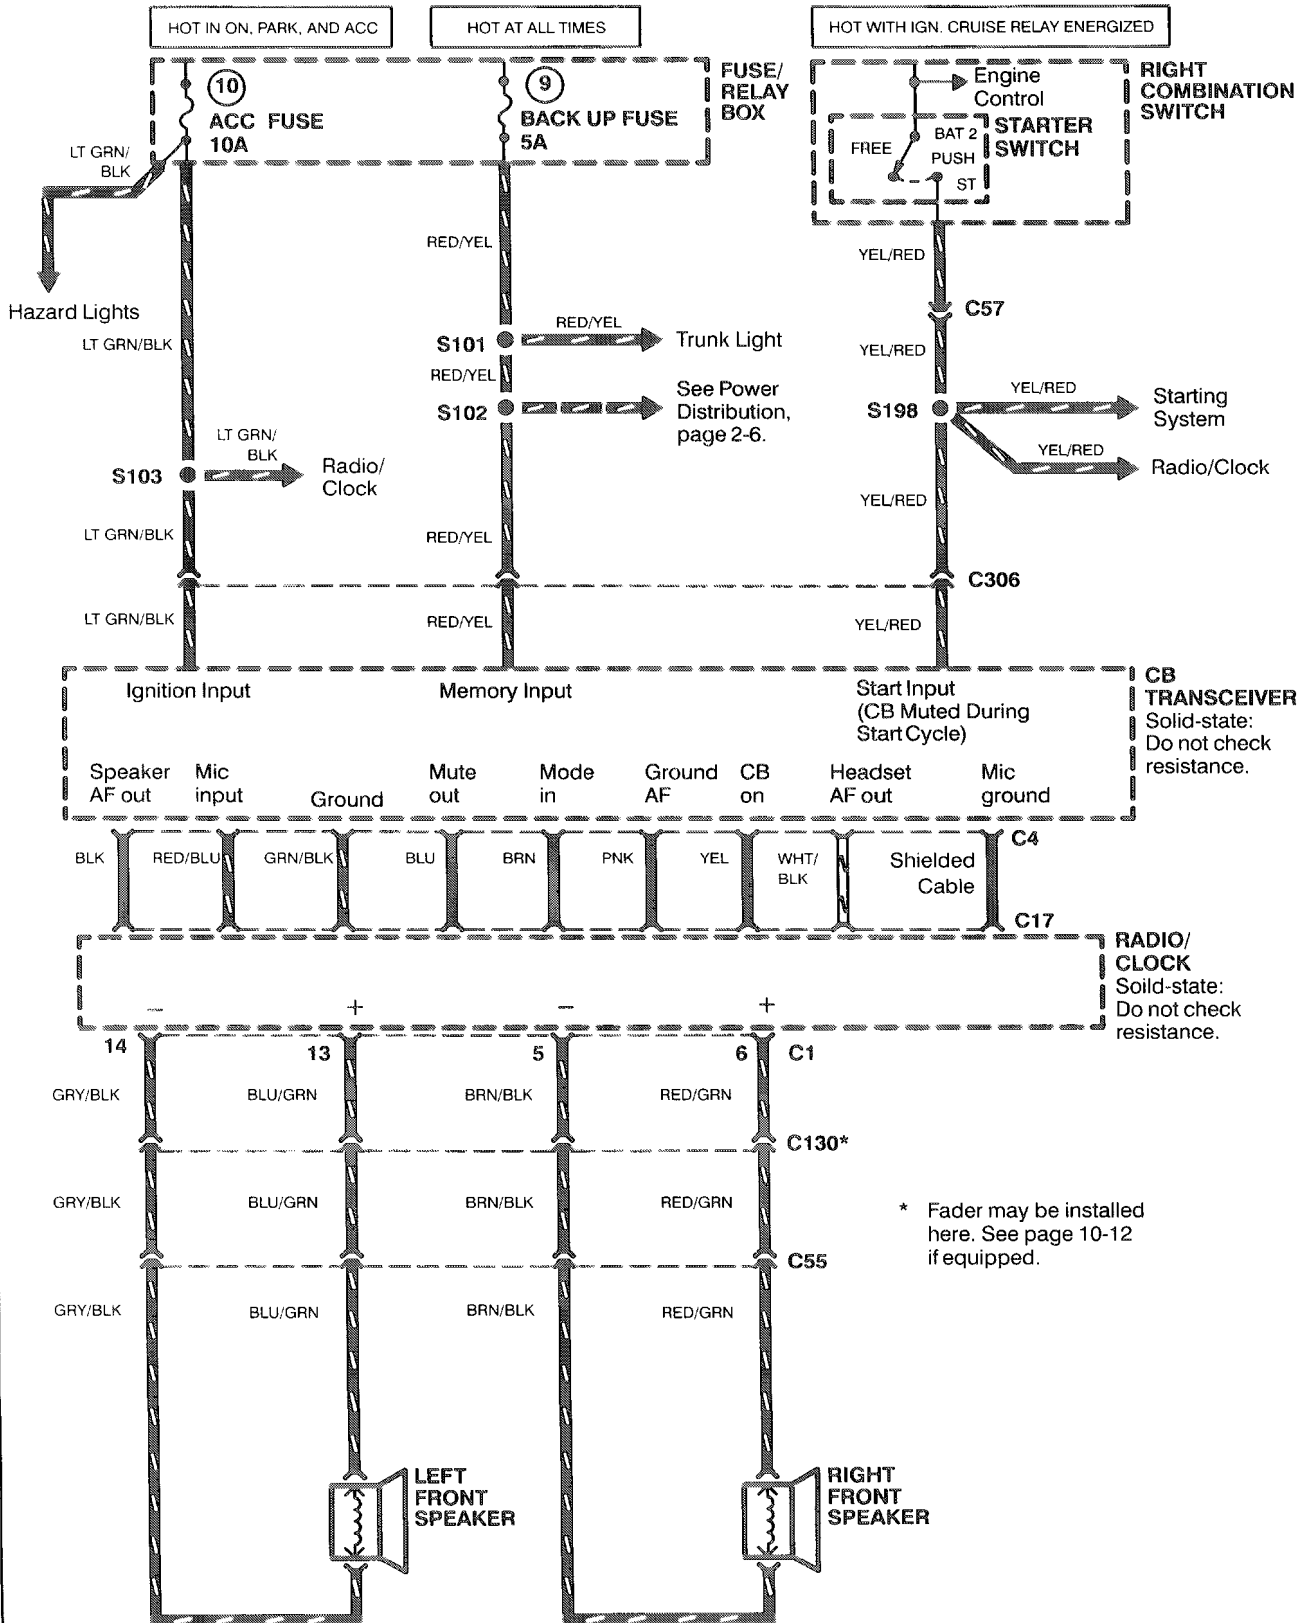 HOT IN ON, PARK, AND ACC
HOT AT ALL TIMES
HOT WITH IGN. CRUISE RELAY ENERGIZED
10
ACC FUSE
10A
9
BACK UP FUSE
5A
FUSE/
RELAY
BOX
Engine
Control
RIGHT
COMBINATION
SWITCH
BAT 2
FREE
PUSH
ST
STARTER
SWITCH
LT GRN/
BLK
Hazard Lights
RED/YEL
YEL/RED
C57
LT GRN/BLK
S101
RED/YEL
Trunk Light
YEL/RED
RED/YEL
S102
See Power
Distribution,
page 2-6.
S198
YEL/RED
Starting
System
YEL/RED
Radio/Clock
LT GRN/
BLK
S103
Radio/
Clock
YEL/RED
LT GRN/BLK
RED/YEL
C306
LT GRN/BLK
RED/YEL
YEL/RED
Ignition Input
Memory Input
Start Input
(CB Muted During
Start Cycle)
CB
TRANSCEIVER
Solid-state:
Do not check
resistance.
Speaker
AF out
Mic
input
Ground
Mute
out
Mode
in
Ground
AF
CB
on
Headset
AF out
Mic
ground
C4
BLK
RED/BLU
GRN/BLK
BLU
BRN
PNK
YEL
WHT/
BLK
Shielded
Cable
C17
RADIO/
CLOCK
Soild-state:
Do not check
resistance.
− + − +
14
13
5
6
C1
GRY/BLK
BLU/GRN
BRN/BLK
RED/GRN
C130*
GRY/BLK
BLU/GRN
BRN/BLK
RED/GRN
* Fader may be installed
here. See page 10-12
if equipped.
C55
GRY/BLK
BLU/GRN
BRN/BLK
RED/GRN
LEFT
FRONT
SPEAKER
RIGHT
FRONT
SPEAKER